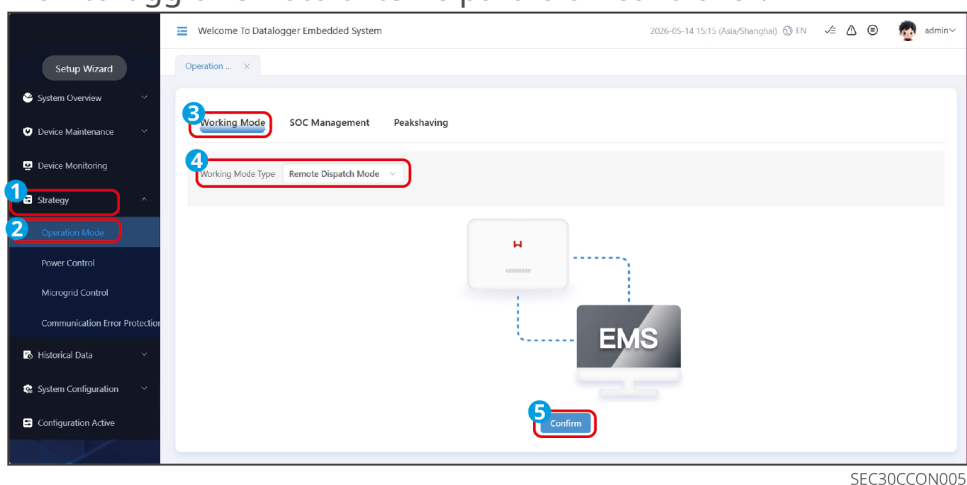 Welcome To Datalogger Embedded System
2026-05-14 15:15 (Asia/Shanghai) EN
admin
Setup Wizard
Operation ... ×
System Overview
Device Maintenance
Device Monitoring
1
Strategy
2
Operation Mode
Power Control
Microgrid Control
Communication Error Protection
Historical Data
System Configuration
Configuration Active
3
Working Mode SOC Management Peakshaving
4
Working Mode Type Remote Dispatch Mode
EMS
5
Confirm
SEC30CCON005